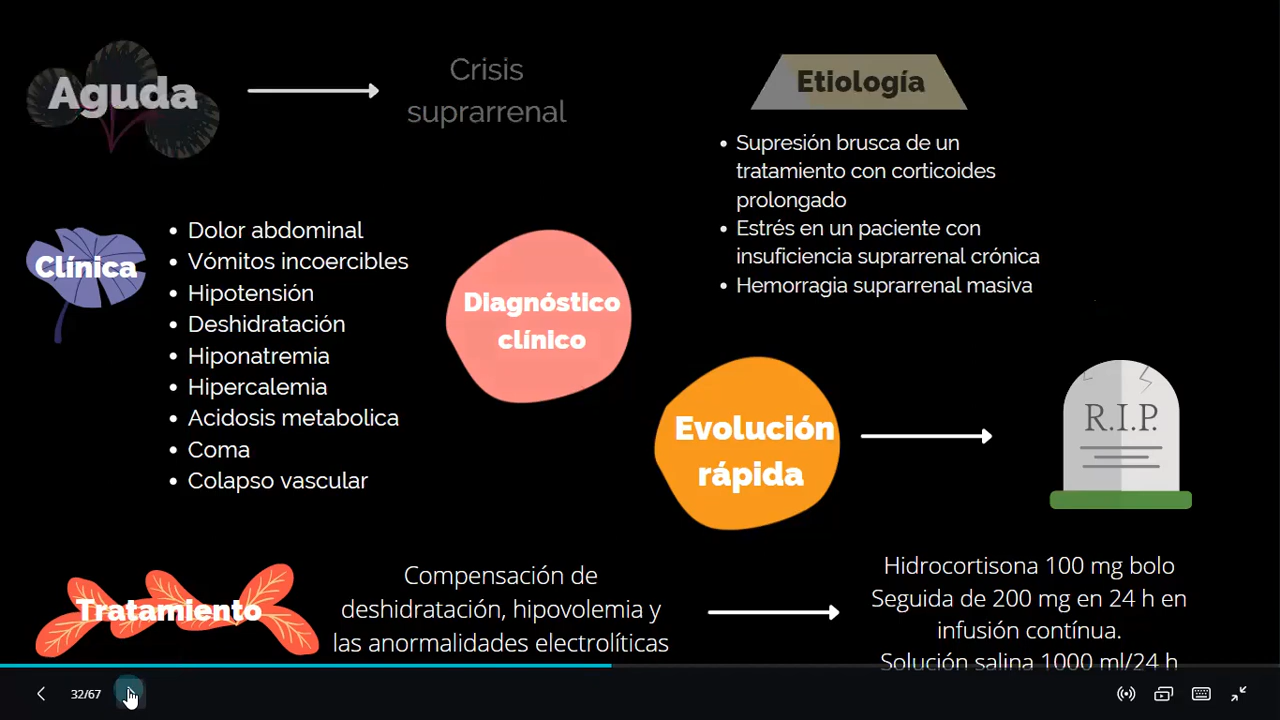 Aguda
Crisis
suprarrenal
Etiología
Supresión brusca de un
tratamiento con corticoides
prolongado
Estrés en un paciente con
insuficiencia suprarrenal crónica
Hemorragia suprarrenal masiva
Clínica
Dolor abdominal
Vómitos incoercibles
Hipotensión
Deshidratación
Hiponatremia
Hipercalemia
Acidosis metabolica
Coma
Colapso vascular
Diagnóstico
clínico
Evolución
rápida
R.I.P.
Tratamiento
Compensación de
deshidratación, hipovolemia y
las anormalidades electrolíticas
Hidrocortisona 100 mg bolo
Seguida de 200 mg en 24 h en
infusión contínua.
Solución salina 1000 ml/24 h
32/67